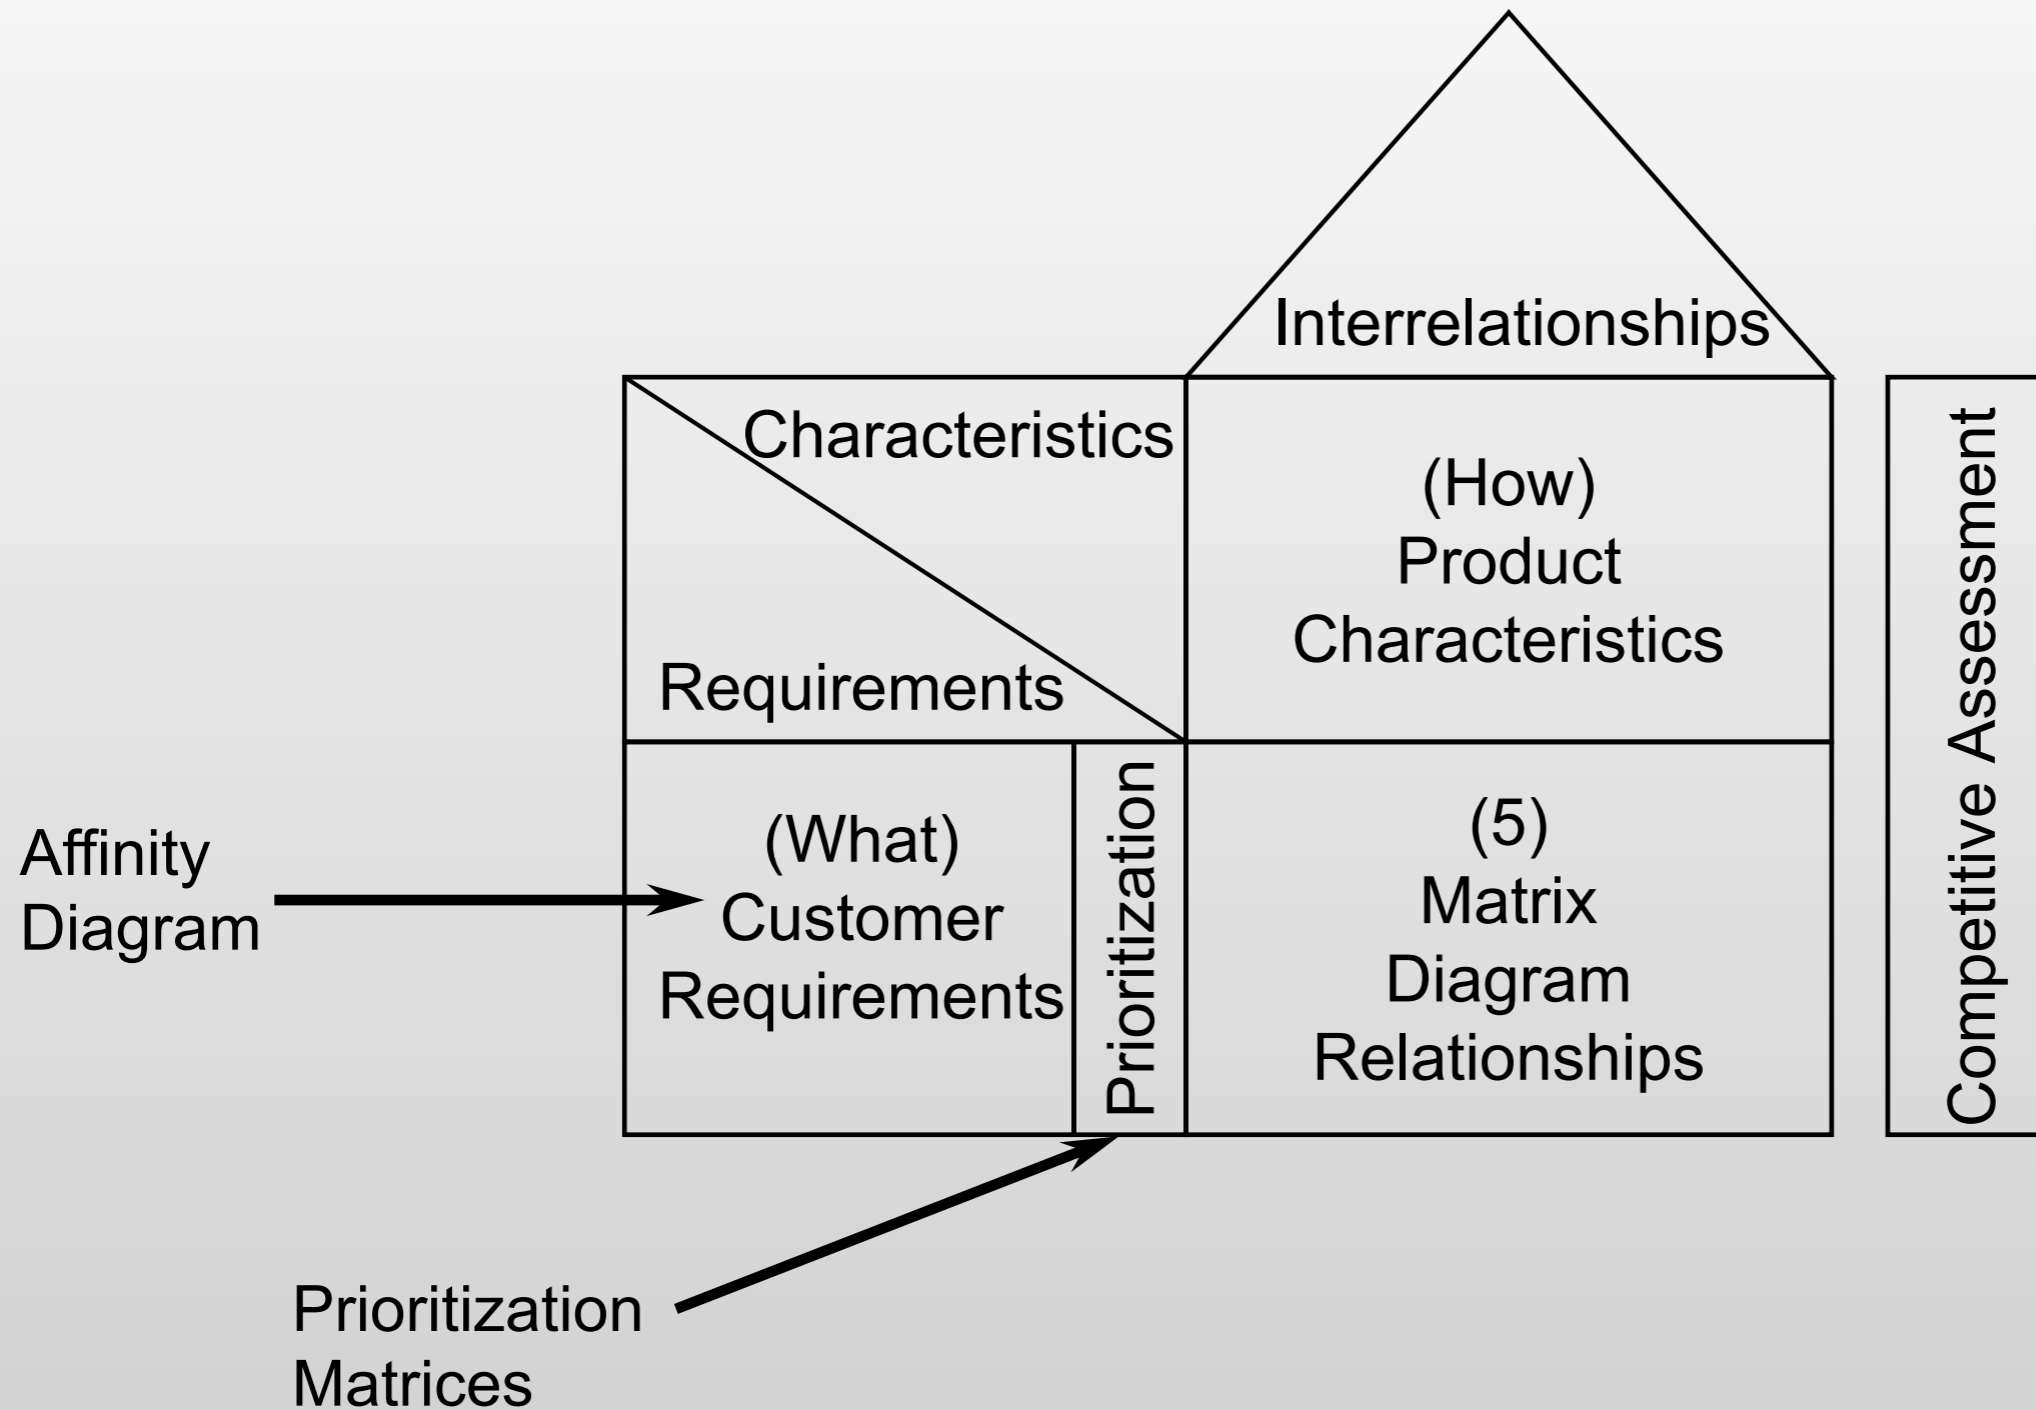 Interrelationships
Characteristics
Requirements
(How)
Product
Characteristics
(What)
Customer
Requirements
Prioritization
(5)
Matrix
Diagram
Relationships
Competitive Assessment
Affinity
Diagram
Prioritization
Matrices